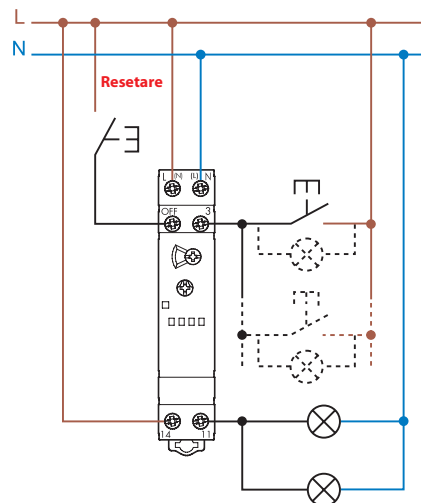 L
N
Resetare
L (N) (L) N
OFF 3
14 11